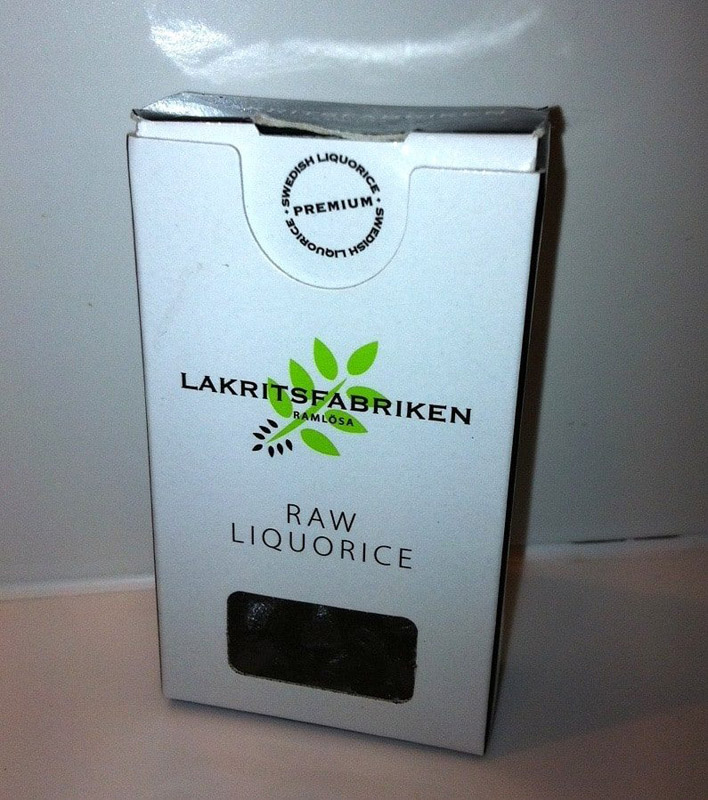 SWEDISH LIQUORICE · SWEDISH LIQUORICE ·
PREMIUM
LAKRITSFABRIKEN
RAMLÖSA
RAW
LIQUORICE